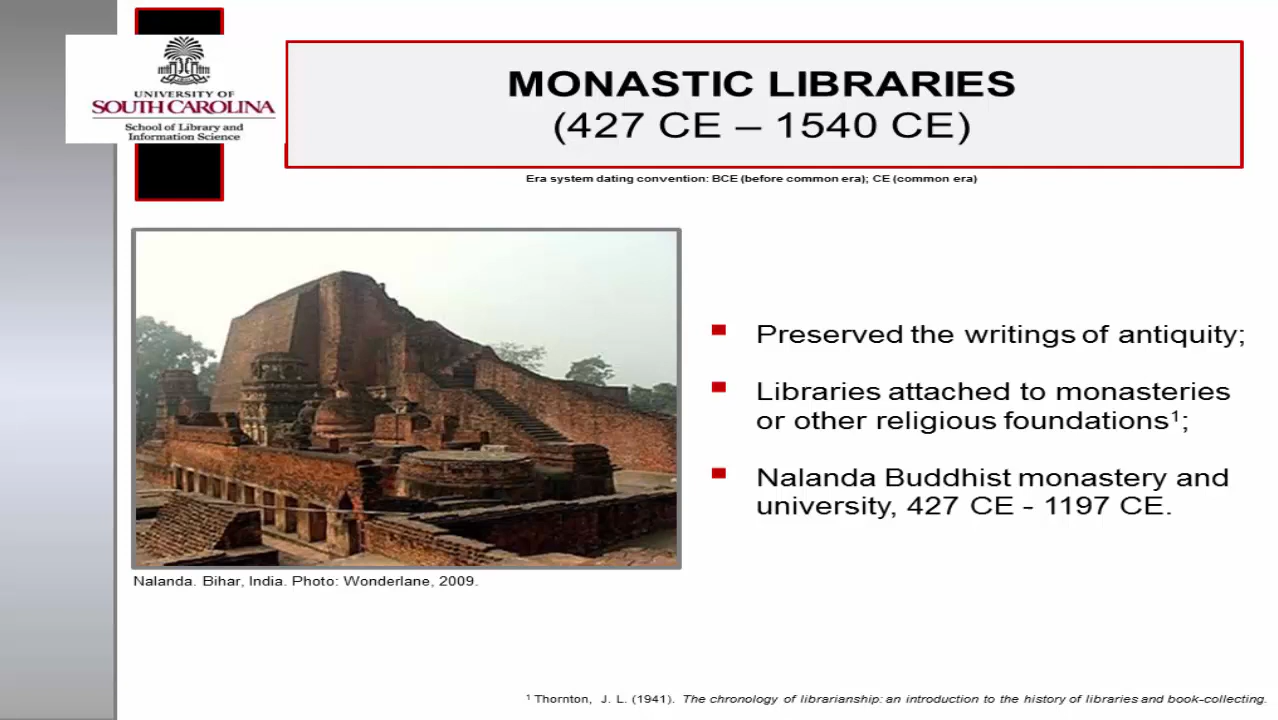 UNIVERSITY OF
SOUTH CAROLINA
School of Library and
Information Science
MONASTIC LIBRARIES
(427 CE – 1540 CE)
Era system dating convention: BCE (before common era); CE (common era)
Preserved the writings of antiquity;
Libraries attached to monasteries
or other religious foundations¹;
Nalanda Buddhist monastery and
university, 427 CE - 1197 CE.
Nalanda. Bihar, India. Photo: Wonderlane, 2009.
¹ Thornton, J. L. (1941). The chronology of librarianship: an introduction to the history of libraries and book-collecting.